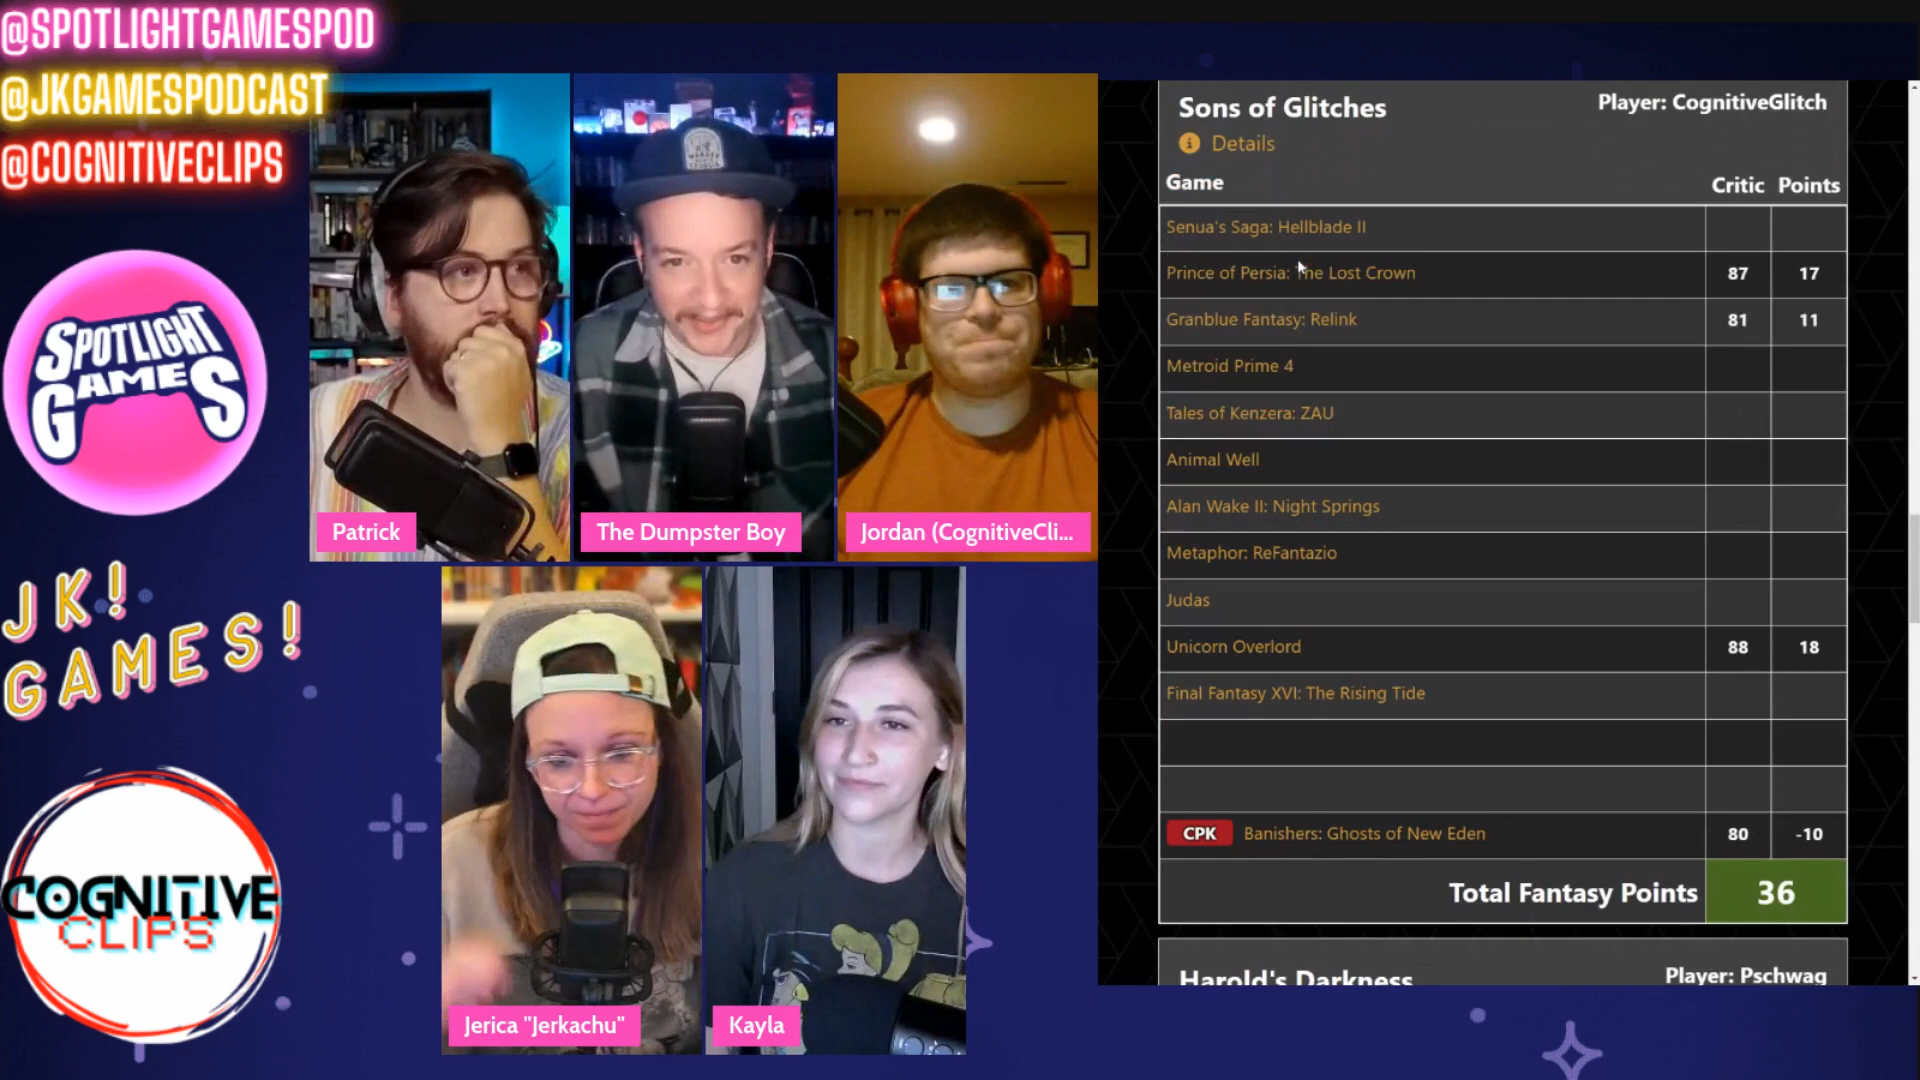 @SPOTLIGHTGAMESPOD
@JKGAMESPODCAST
@COGNITIVECLIPS
SPOTLIGHT
GAMES
JK!
GAMES!
COGNITIVE
CLIPS
Patrick
The Dumpster Boy
Jordan (CognitiveCli...
Jerica "Jerkachu"
Kayla
Sons of Glitches
Player: CognitiveGlitch
Details
Game Critic Points
Senua's Saga: Hellblade II
Prince of Persia: The Lost Crown 87 17
Granblue Fantasy: Relink 81 11
Metroid Prime 4
Tales of Kenzera: ZAU
Animal Well
Alan Wake II: Night Springs
Metaphor: ReFantazio
Judas
Unicorn Overlord 88 18
Final Fantasy XVI: The Rising Tide
CPK Banishers: Ghosts of New Eden 80 -10
Total Fantasy Points 36
Harold's Darkness
Player: Pschwag